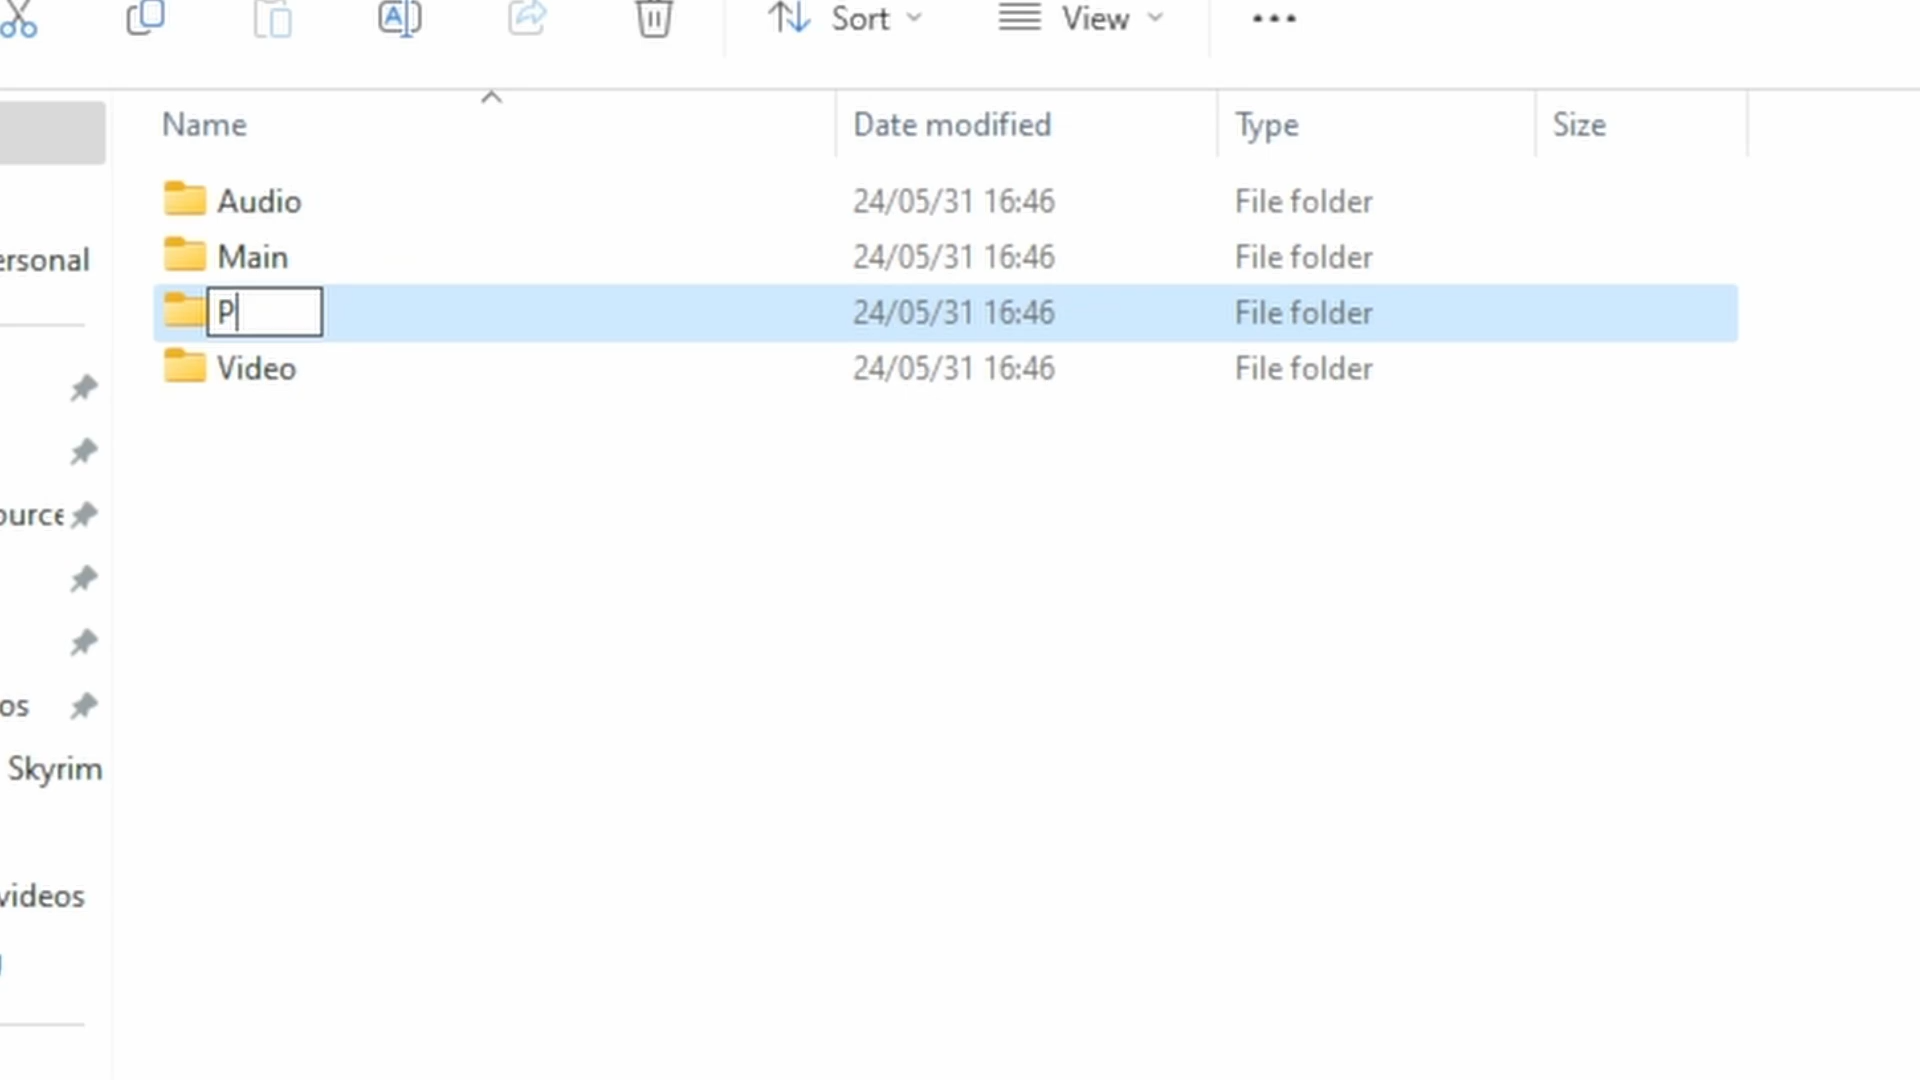 Sort
View
Name
Date modified
Type
Size
Audio
24/05/31 16:46
File folder
Main
24/05/31 16:46
File folder
P
24/05/31 16:46
File folder
Video
24/05/31 16:46
File folder
ersonal
ource
os
Skyrim
videos